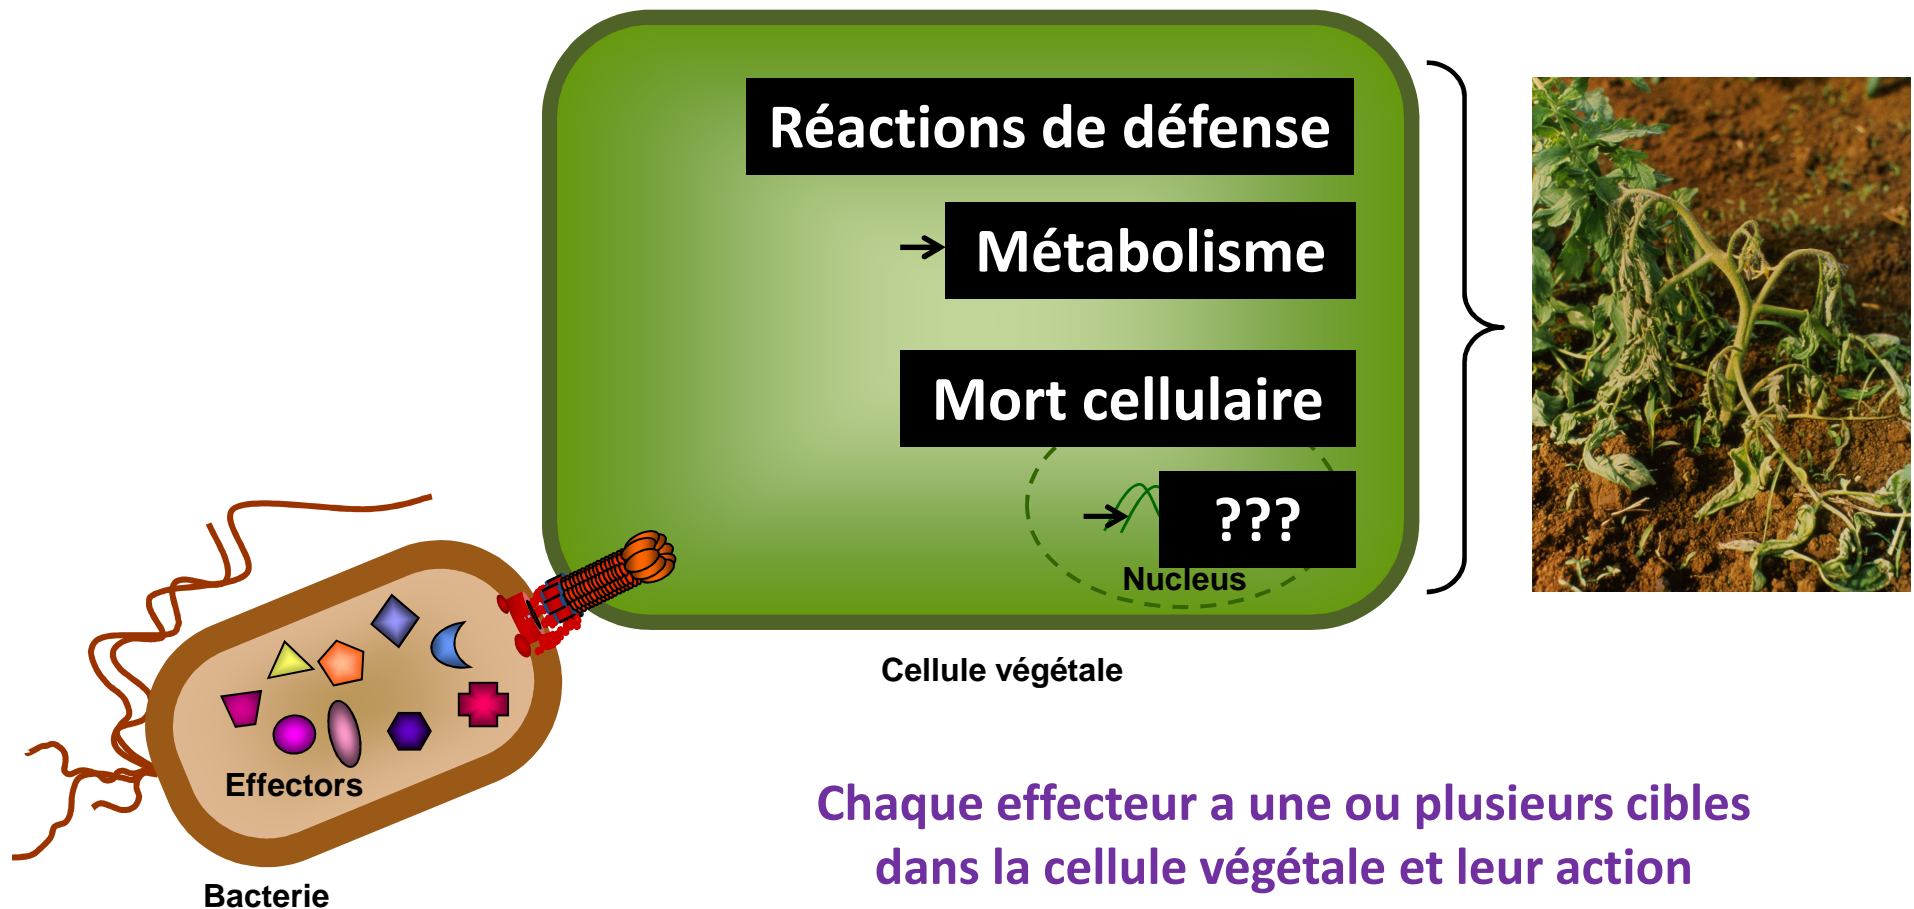 Réactions de défense
Métabolisme
Mort cellulaire
???
Nucleus
Cellule végétale
Effectors
Bacterie
Chaque effecteur a une ou plusieurs cibles
dans la cellule végétale et leur action